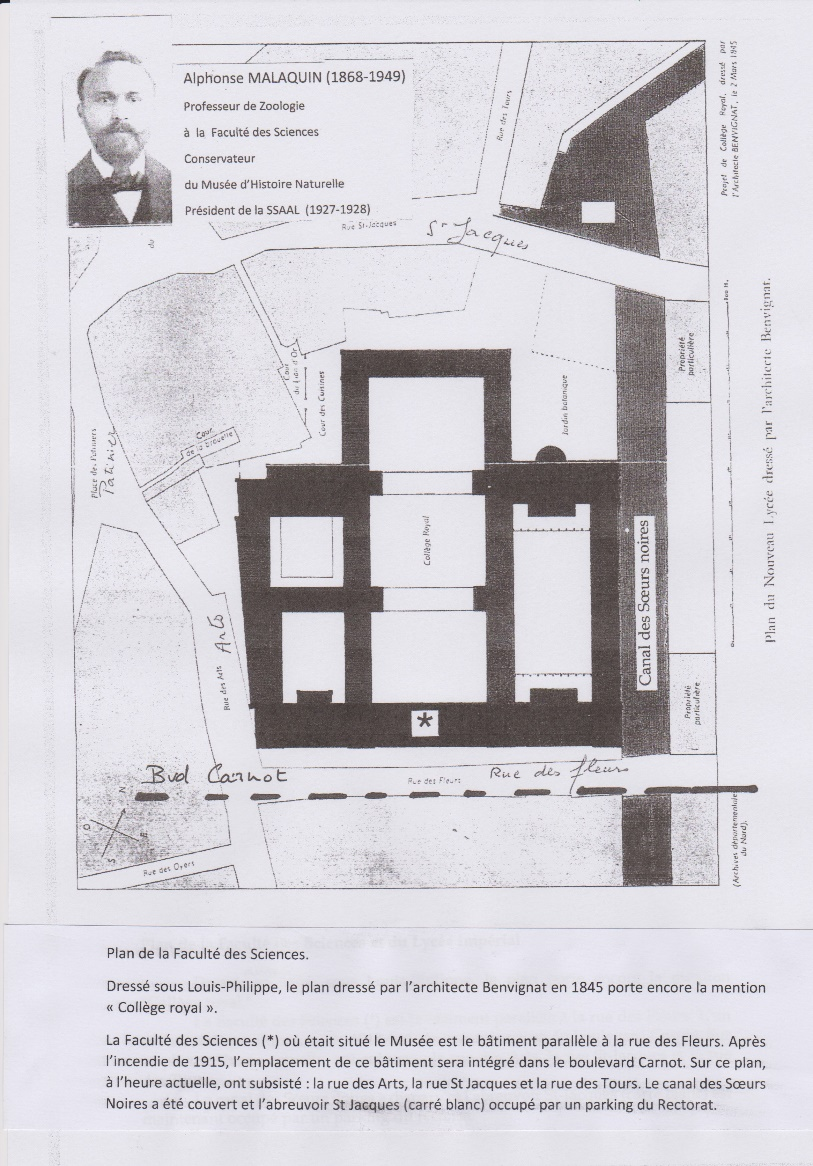 Alphonse MALAQUIN (1868-1949)
Professeur de Zoologie
à la Faculté des Sciences
Conservateur
du Musée d'Histoire Naturelle
Président de la SSAAL (1927-1928)
Projet de Collège Royal, dressé par
l'Architecte BENVIGNAT, le 2 Mars 1845
Rue des Tours
Rue St-Jacques
St Jacques
Cour
du Lion d'Or
Cour des Cuisines
Jardin botanique
Propriété
particulière
Place des Patiniers
Patinier
Cour
de la brouette
Collège Royal
Canal des Sœurs noires
Plan du Nouveau Lycée dressé par l'architecte Benvignat.
Rue des Arts
Arts
*
Propriété
particulière
Bvd Carnot
Rue des Fleurs
Rue des fleurs
N
O
E
S
Rue des Oyers
(Archives départementales
du Nord).
Plan de la Faculté des Sciences.
Dressé sous Louis-Philippe, le plan dressé par l'architecte Benvignat en 1845 porte encore la mention
« Collège royal ».
La Faculté des Sciences (*) où était situé le Musée est le bâtiment parallèle à la rue des Fleurs. Après
l'incendie de 1915, l'emplacement de ce bâtiment sera intégré dans le boulevard Carnot. Sur ce plan,
à l'heure actuelle, ont subsisté : la rue des Arts, la rue St Jacques et la rue des Tours. Le canal des Sœurs
Noires a été couvert et l'abreuvoir St Jacques (carré blanc) occupé par un parking du Rectorat.